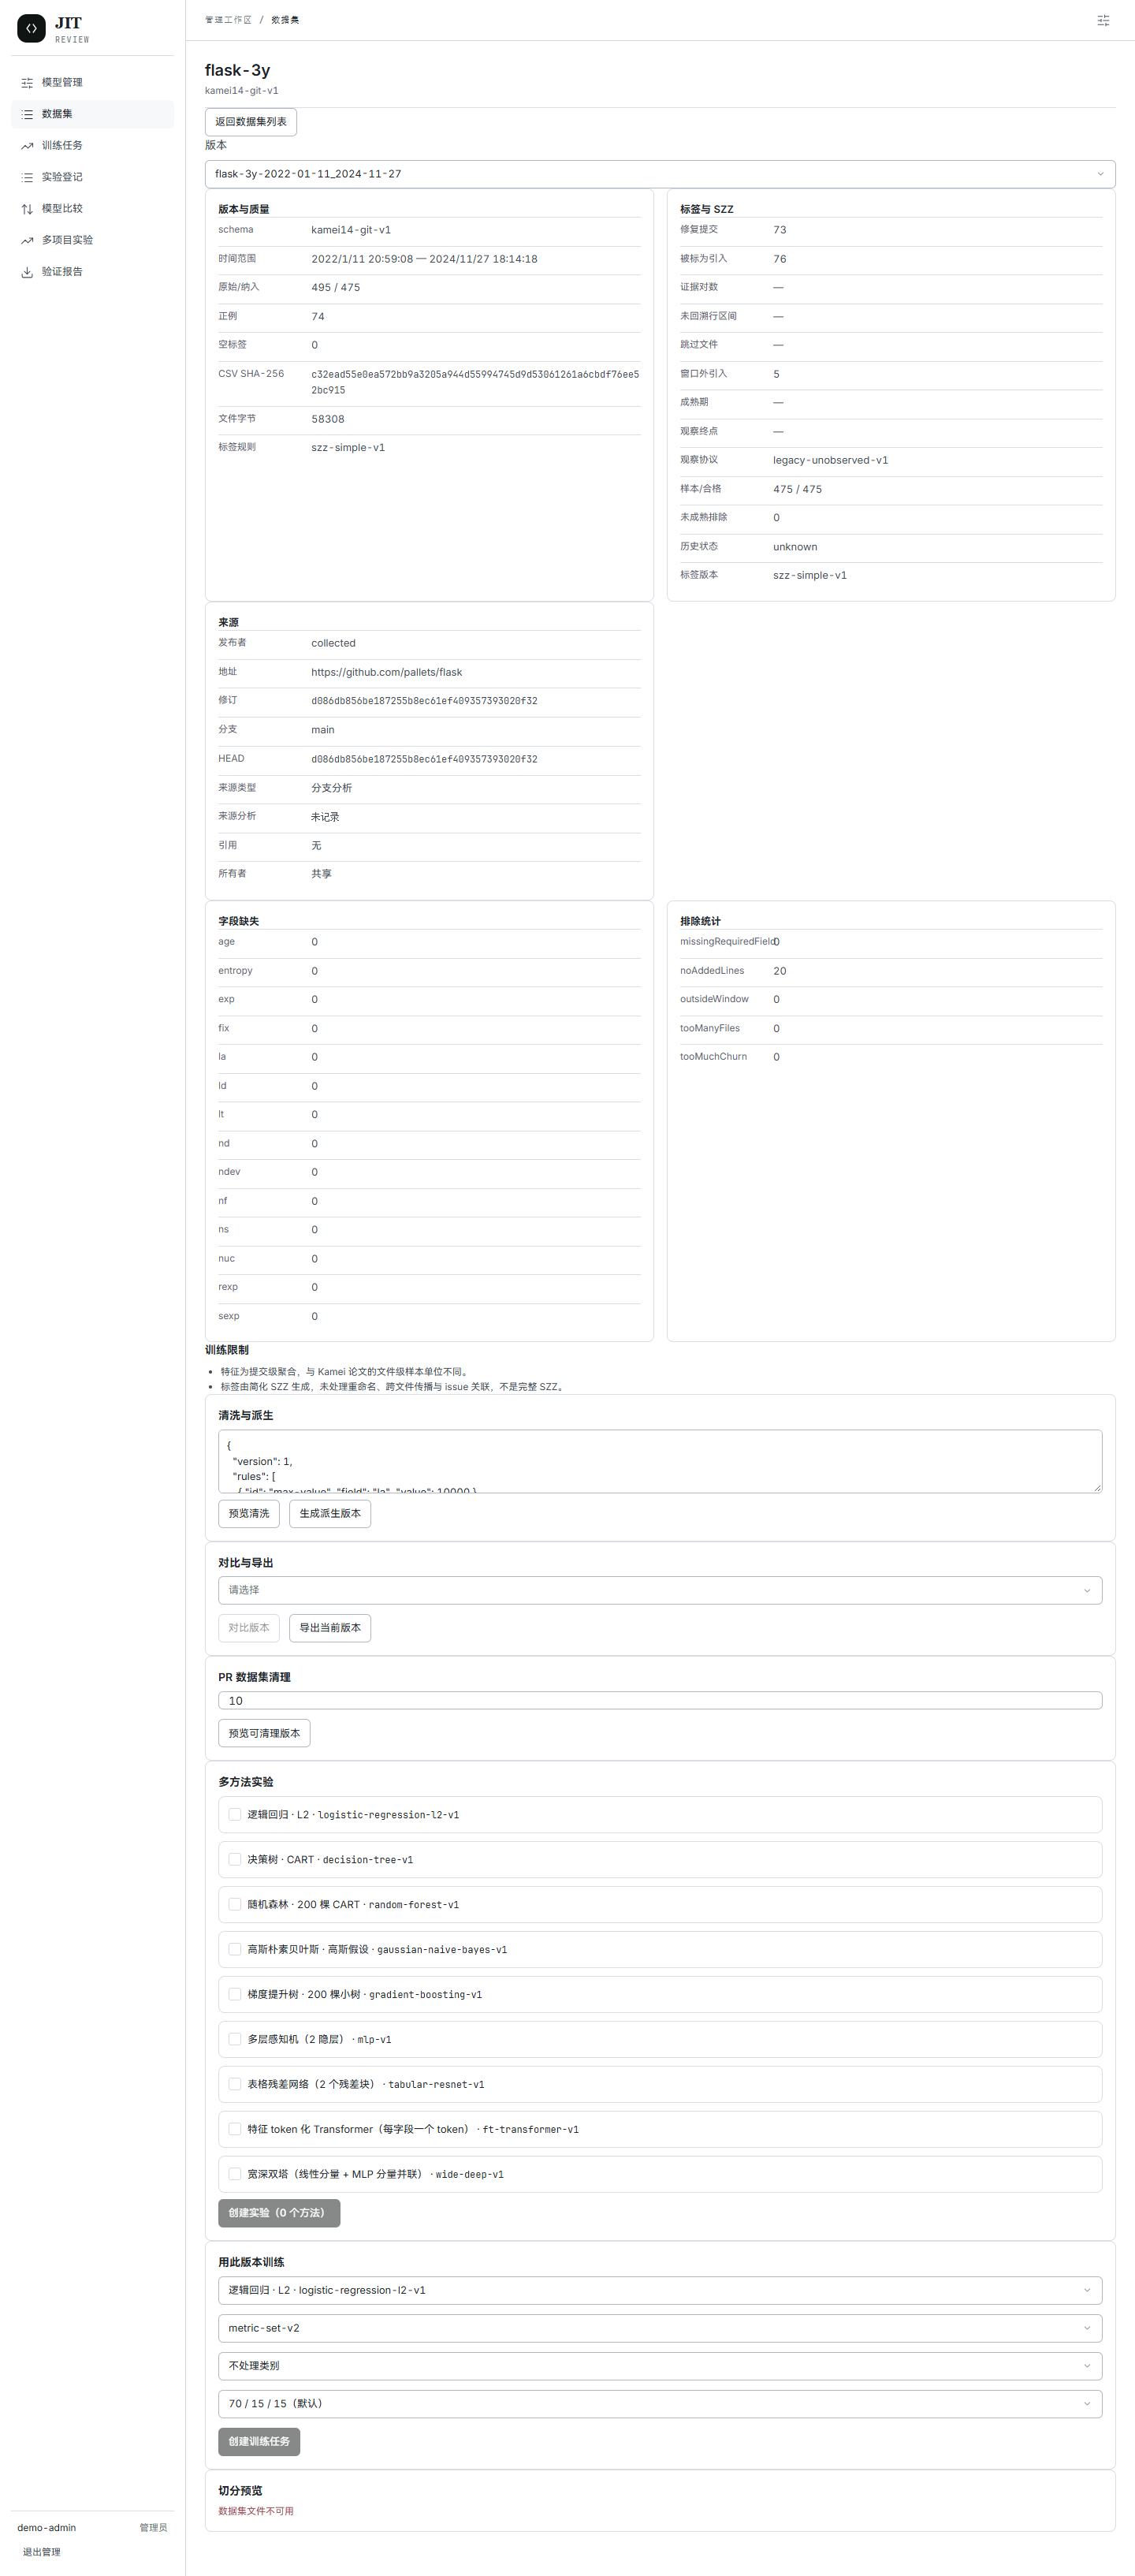 JIT
REVIEW
模型管理
数据集
训练任务
实验登记
模型比较
多项目实验
验证报告
demo-admin 管理员
退出管理
管理工作区 / 数据集
flask-3y
kamei14-git-v1
返回数据集列表
版本
flask-3y-2022-01-11_2024-11-27
版本与质量
schema kamei14-git-v1
时间范围 2022/1/11 20:59:08 — 2024/11/27 18:14:18
原始/纳入 495 / 475
正例 74
空标签 0
CSV SHA-256 c32ead55e0ea572bb9a3205a944d55994745d9d53061261a6cbdf76ee5
2bc915
文件字节 58308
标签规则 szz-simple-v1
标签与 SZZ
修复提交 73
被标为引入 76
证据对数 —
未回溯行区间 —
跳过文件 —
窗口外引入 5
成熟期 —
观察终点 —
观察协议 legacy-unobserved-v1
样本/合格 475 / 475
未成熟排除 0
历史状态 unknown
标签版本 szz-simple-v1
来源
发布者 collected
地址 https://github.com/pallets/flask
修订 d086db856be187255b8ec61ef409357393020f32
分支 main
HEAD d086db856be187255b8ec61ef409357393020f32
来源类型 分支分析
来源分析 未记录
引用 无
所有者 共享
字段缺失
age 0
entropy 0
exp 0
fix 0
la 0
ld 0
lt 0
nd 0
ndev 0
nf 0
ns 0
nuc 0
rexp 0
sexp 0
排除统计
missingRequiredField 0
noAddedLines 20
outsideWindow 0
tooManyFiles 0
tooMuchChurn 0
训练限制
• 特征为提交级聚合，与 Kamei 论文的文件级样本单位不同。
• 标签由简化 SZZ 生成，未处理重命名、跨文件传播与 issue 关联，不是完整 SZZ。
清洗与派生
{
"version": 1,
"rules": [
{ "id": "max-value", "field": "la", "value": 10000 }
预览清洗 生成派生版本
对比与导出
请选择
对比版本 导出当前版本
PR 数据集清理
10
预览可清理版本
多方法实验
逻辑回归 · L2 · logistic-regression-l2-v1
决策树 · CART · decision-tree-v1
随机森林 · 200 棵 CART · random-forest-v1
高斯朴素贝叶斯 · 高斯假设 · gaussian-naive-bayes-v1
梯度提升树 · 200 棵小树 · gradient-boosting-v1
多层感知机（2 隐层） · mlp-v1
表格残差网络（2 个残差块） · tabular-resnet-v1
特征 token 化 Transformer（每字段一个 token） · ft-transformer-v1
宽深双塔（线性分量 + MLP 分量并联） · wide-deep-v1
创建实验（0 个方法）
用此版本训练
逻辑回归 · L2 · logistic-regression-l2-v1
metric-set-v2
不处理类别
70 / 15 / 15（默认）
创建训练任务
切分预览
数据集文件不可用